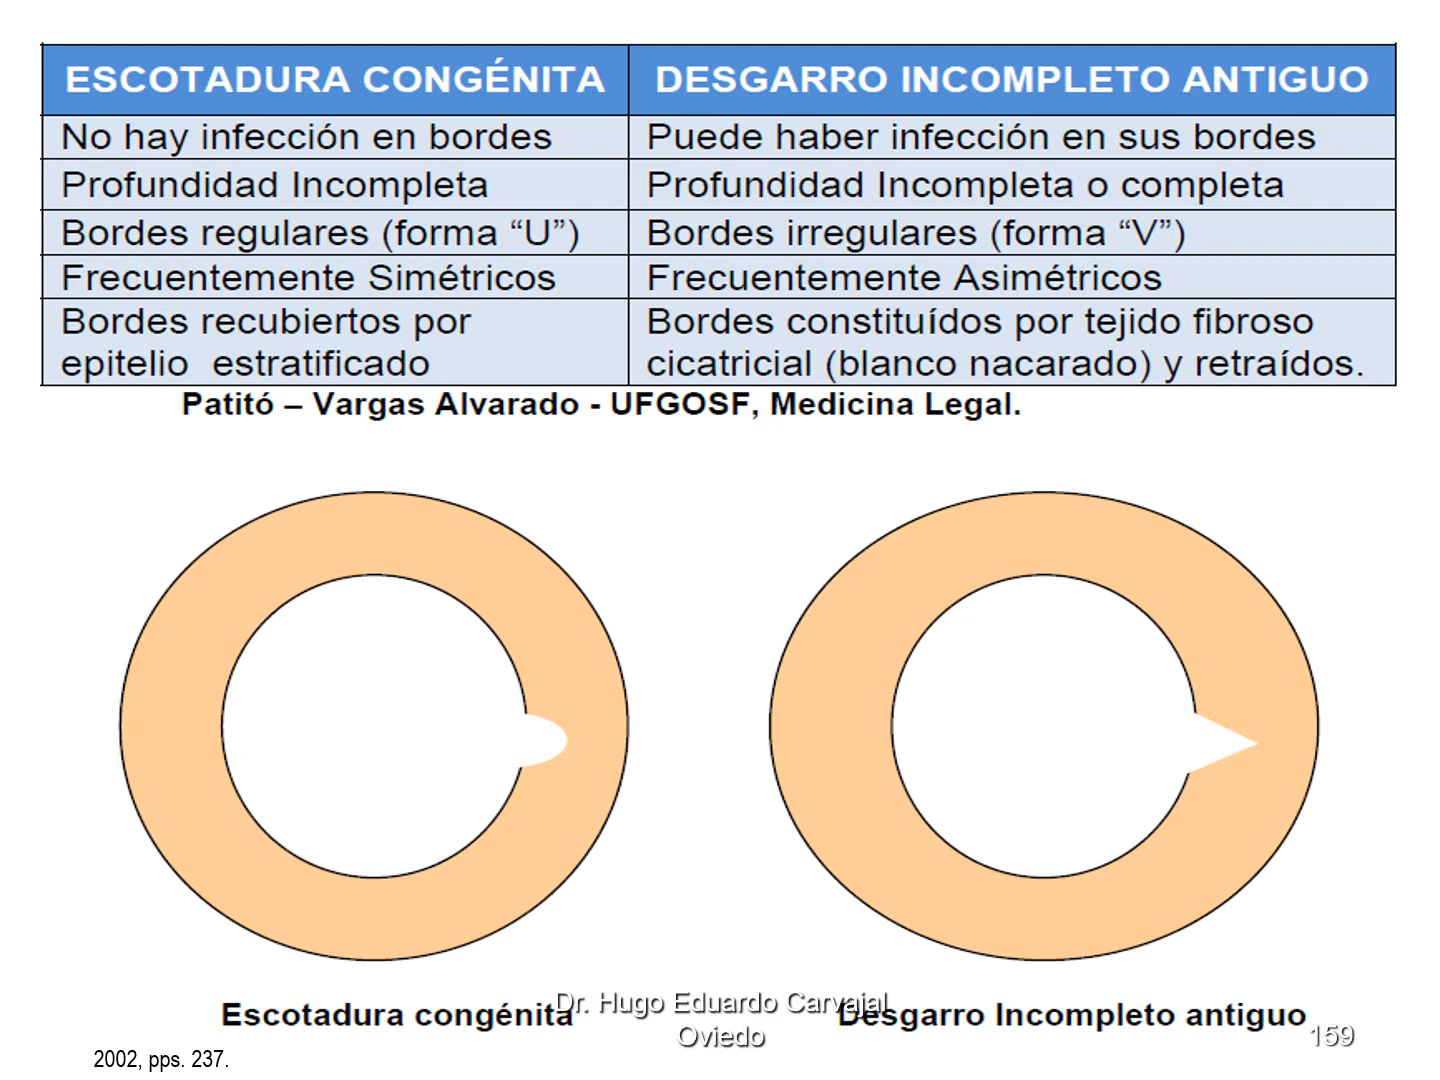 ESCOTADURA CONGÉNITA
DESGARRO INCOMPLETO ANTIGUO
No hay infección en bordes
Puede haber infección en sus bordes
Profundidad Incompleta
Profundidad Incompleta o completa
Bordes regulares (forma “U”)
Bordes irregulares (forma “V”)
Frecuentemente Simétricos
Frecuentemente Asimétricos
Bordes recubiertos por
epitelio estratificado
Bordes constituídos por tejido fibroso
cicatricial (blanco nacarado) y retraídos.
Patitó – Vargas Alvarado - UFGOSF, Medicina Legal.
Escotadura congénita
Dr. Hugo Eduardo Carvajal
Oviedo
Desgarro Incompleto antiguo
159
2002, pps. 237.